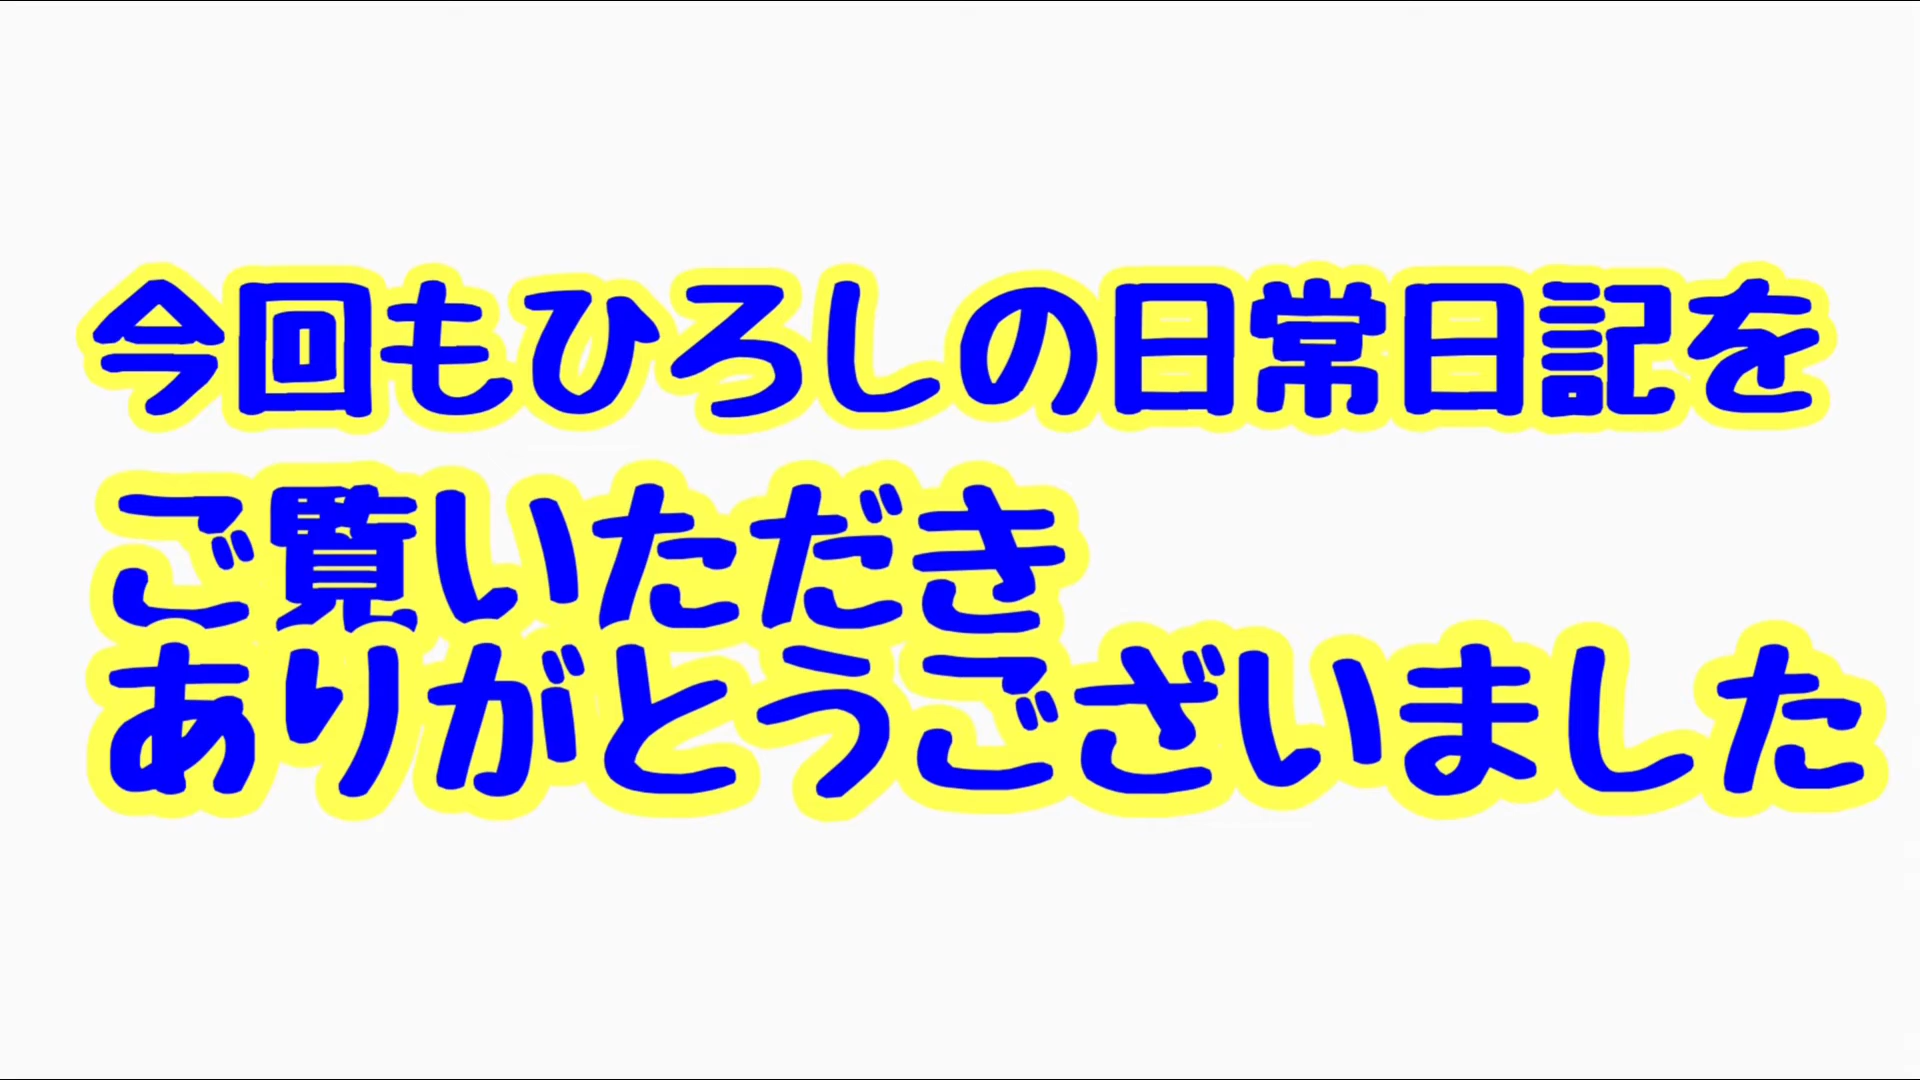 今回もひろしの日常日記を
ご覧いただき
ありがとうございました